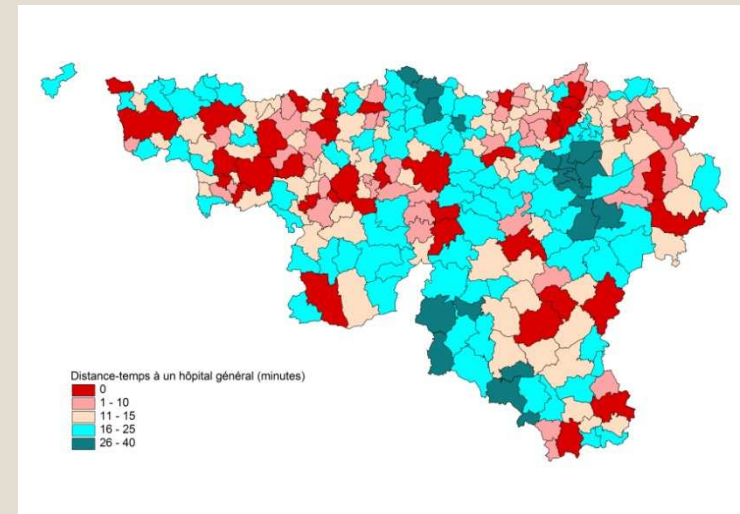 Distance-temps à un hôpital général (minutes)
0
1 - 10
11 - 15
16 - 25
26 - 40